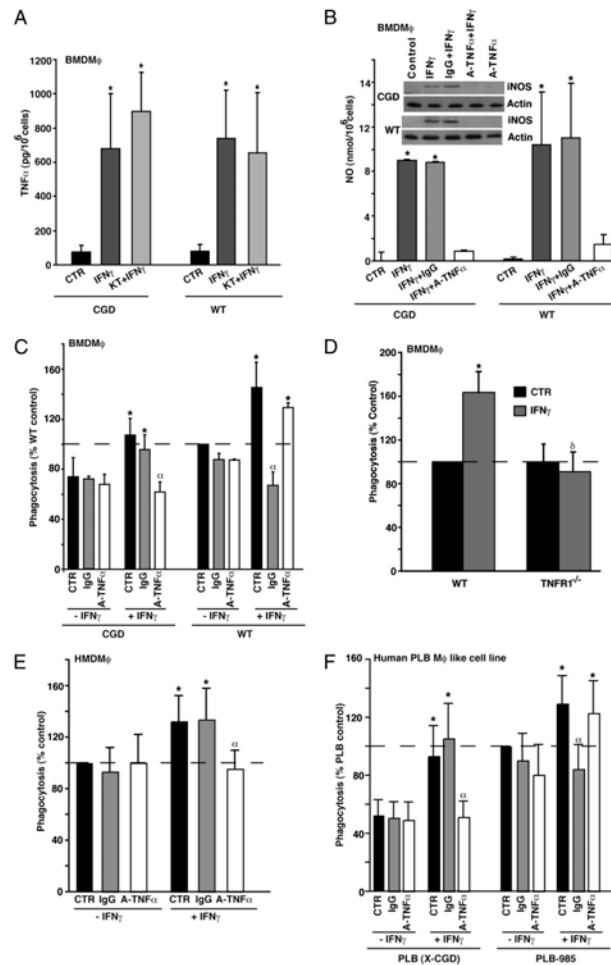 A
BMDMϕ
TNFα (pg/10⁶ cells)
1200
1000
800
600
400
200
0
*
*
*
*
CTR
IFNγ
KT+IFNγ
CTR
IFNγ
KT+IFNγ
CGD
WT
B
BMDMϕ
Control
IFNγ
IgG+IFNγ
A-TNFα+IFNγ
A-TNFα
CGD
iNOS
Actin
WT
iNOS
Actin
NO (nmol/10⁶ cells)
14
12
8
4
0
*
*
*
*
CTR
IFNγ
IFNγ+IgG
IFNγ+A-TNFα
CTR
IFNγ
IFNγ+IgG
IFNγ+A-TNFα
CGD
WT
C
BMDMϕ
Phagocytosis (% WT control)
160
120
80
40
0
*
*
α
*
α
*
CTR
IgG
A-TNFα
CTR
IgG
A-TNFα
CTR
IgG
A-TNFα
CTR
IgG
A-TNFα
- IFNγ
+ IFNγ
- IFNγ
+ IFNγ
CGD
WT
D
BMDMϕ
Phagocytosis (% Control)
200
160
120
80
40
0
*
δ
CTR
IFNγ
WT
TNFR1⁻/⁻
E
HMDMϕ
Phagocytosis (% control)
160
120
80
40
0
*
*
α
CTR IgG A-TNFα
CTR IgG A-TNFα
- IFNγ
+ IFNγ
F
Human PLB Mϕ like cell line
Phagocytosis (% PLB control)
160
120
80
40
0
*
*
α
*
α
*
CTR
IgG
A-TNFα
CTR
IgG
A-TNFα
CTR
IgG
A-TNFα
CTR
IgG
A-TNFα
- IFNγ
+ IFNγ
- IFNγ
+ IFNγ
PLB (X-CGD)
PLB-985